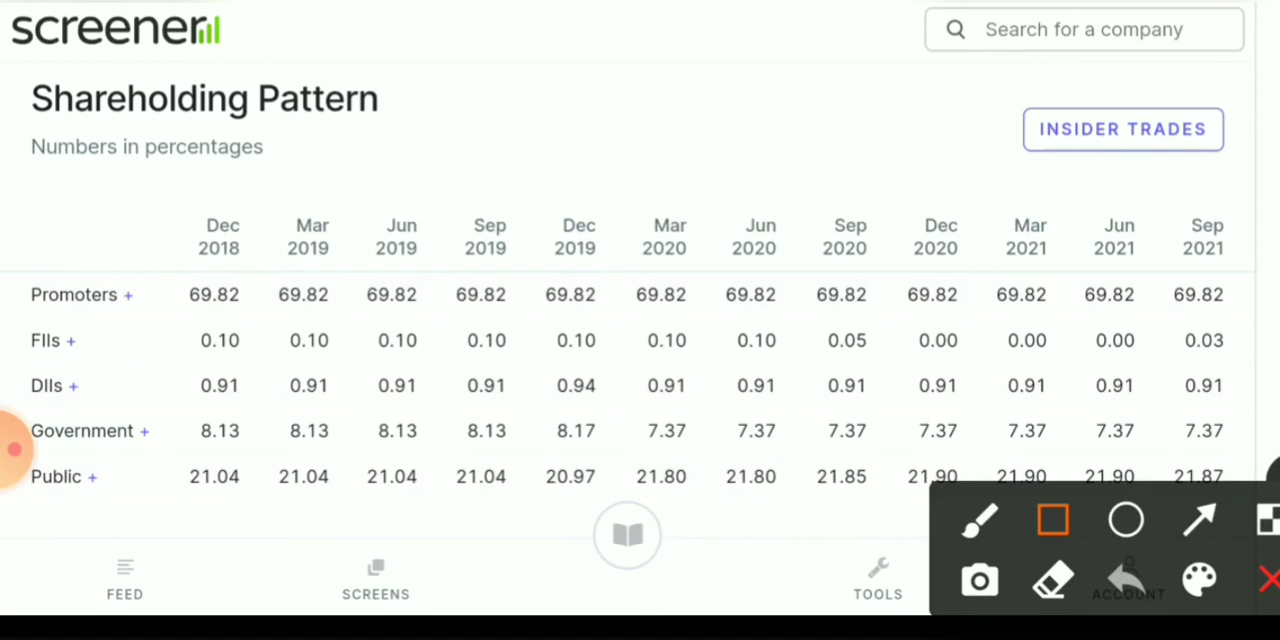 screener
Search for a company
Shareholding Pattern
INSIDER TRADES
Numbers in percentages
Dec 2018 Mar 2019 Jun 2019 Sep 2019 Dec 2019 Mar 2020 Jun 2020 Sep 2020 Dec 2020 Mar 2021 Jun 2021 Sep 2021
Promoters + 69.82 69.82 69.82 69.82 69.82 69.82 69.82 69.82 69.82 69.82 69.82 69.82
FIIs + 0.10 0.10 0.10 0.10 0.10 0.10 0.10 0.05 0.00 0.00 0.00 0.03
DIIs + 0.91 0.91 0.91 0.91 0.94 0.91 0.91 0.91 0.91 0.91 0.91 0.91
Government + 8.13 8.13 8.13 8.13 8.17 7.37 7.37 7.37 7.37 7.37 7.37 7.37
Public + 21.04 21.04 21.04 21.04 20.97 21.80 21.80 21.85 21.90 21.90 21.90 21.87
FEED SCREENS TOOLS ACCOUNT